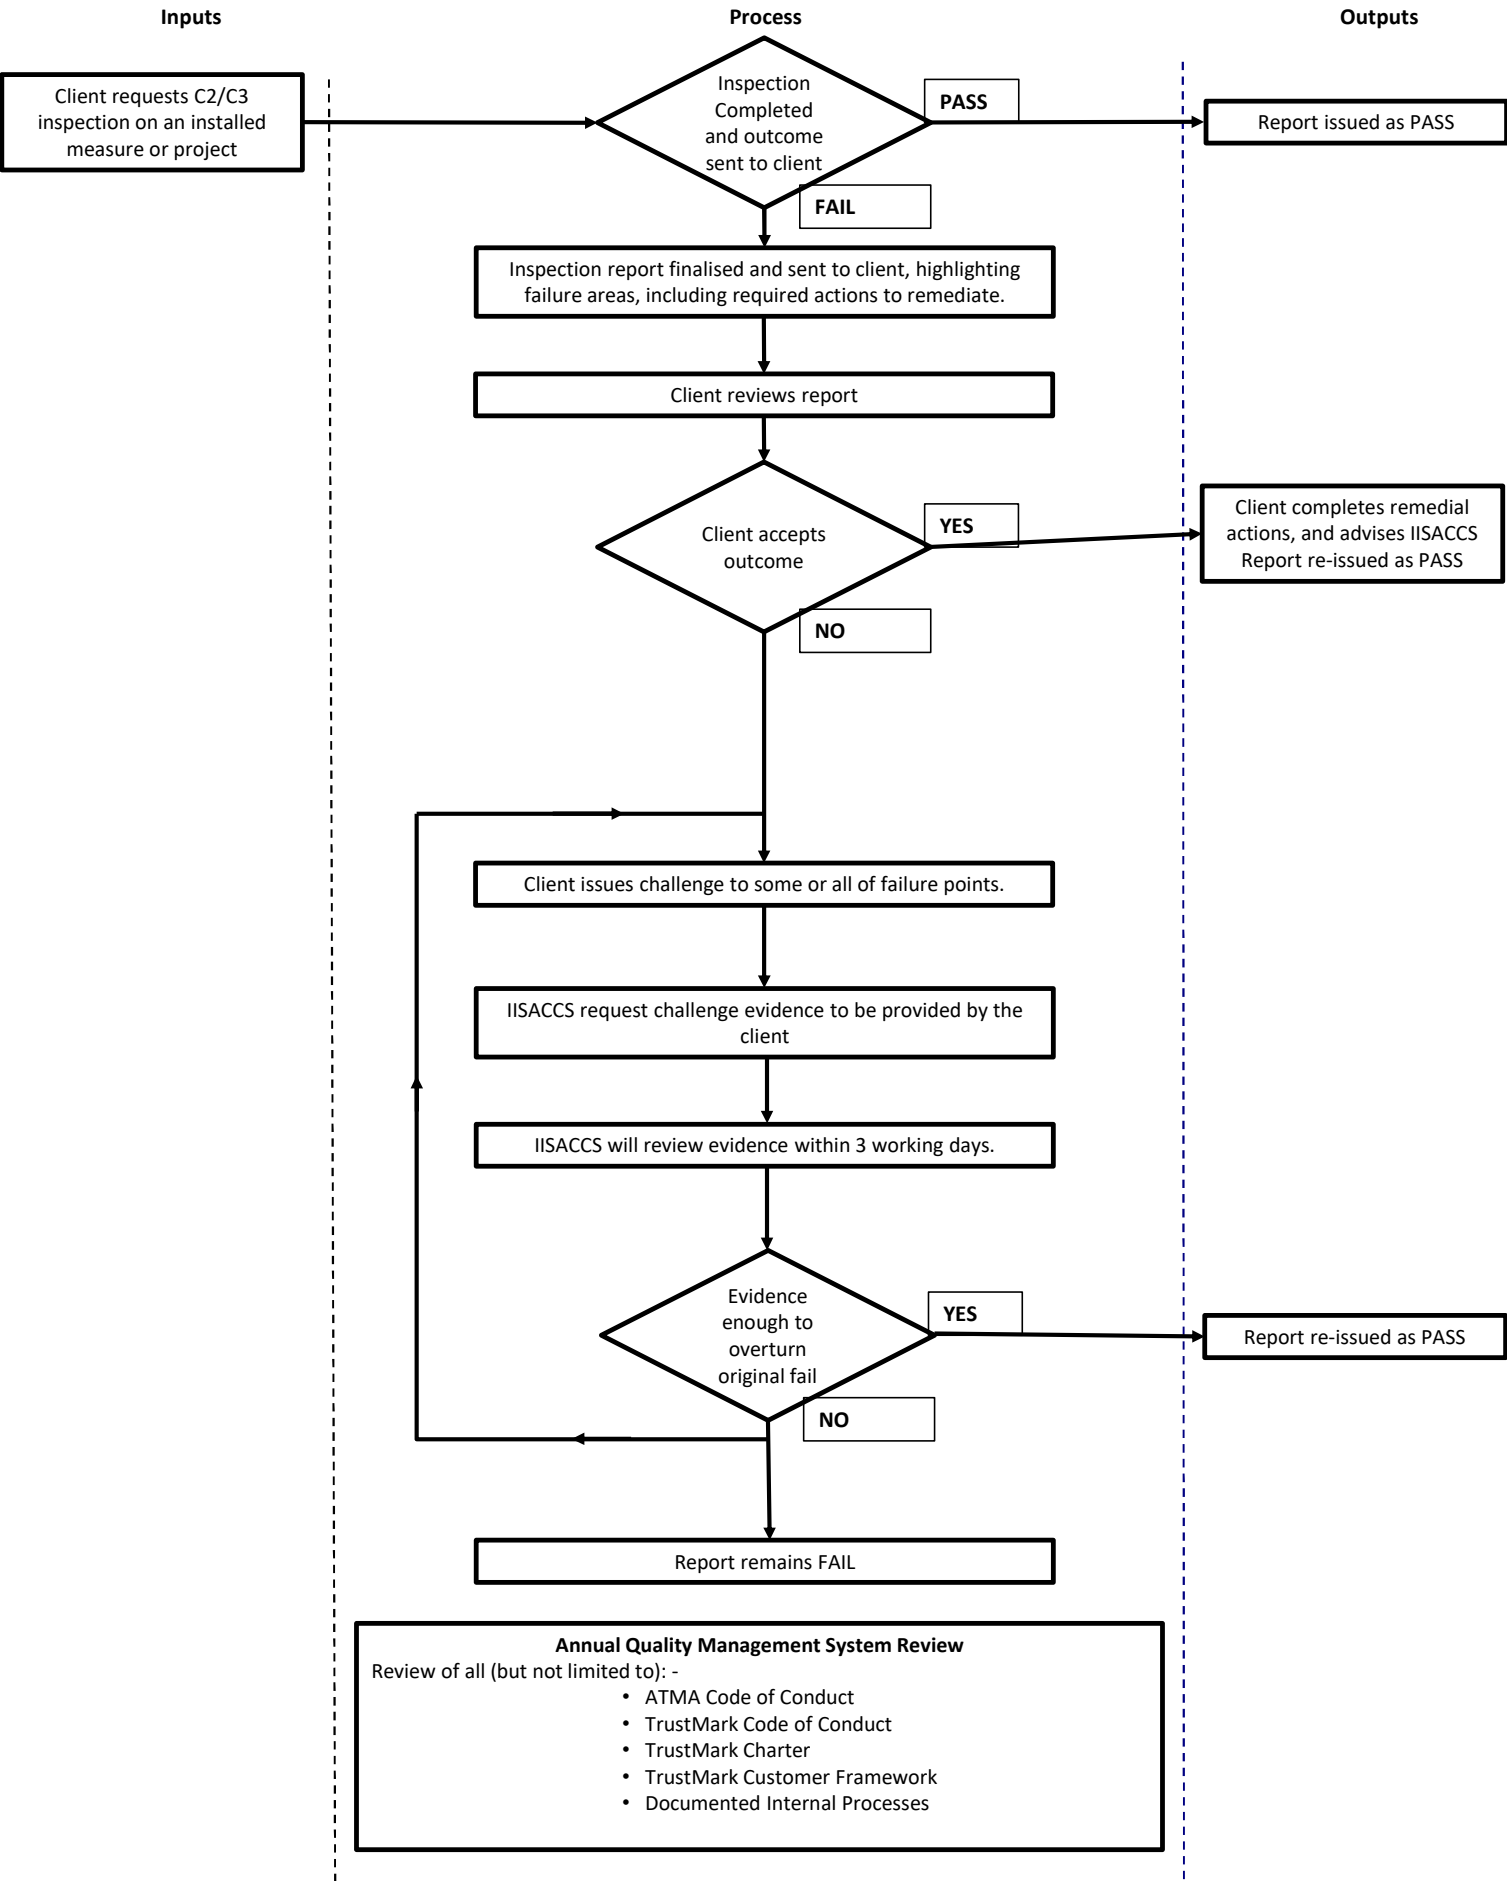 Inputs
Process
Outputs
Client requests C2/C3
inspection on an installed
measure or project
Inspection
Completed
and outcome
sent to client
PASS
Report issued as PASS
FAIL
Inspection report finalised and sent to client, highlighting
failure areas, including required actions to remediate.
Client reviews report
Client accepts
outcome
YES
Client completes remedial
actions, and advises IISACCS
Report re-issued as PASS
NO
Client issues challenge to some or all of failure points.
IISACCS request challenge evidence to be provided by the
client
IISACCS will review evidence within 3 working days.
Evidence
enough to
overturn
original fail
YES
Report re-issued as PASS
NO
Report remains FAIL
Annual Quality Management System Review
Review of all (but not limited to): -
• ATMA Code of Conduct
• TrustMark Code of Conduct
• TrustMark Charter
• TrustMark Customer Framework
• Documented Internal Processes